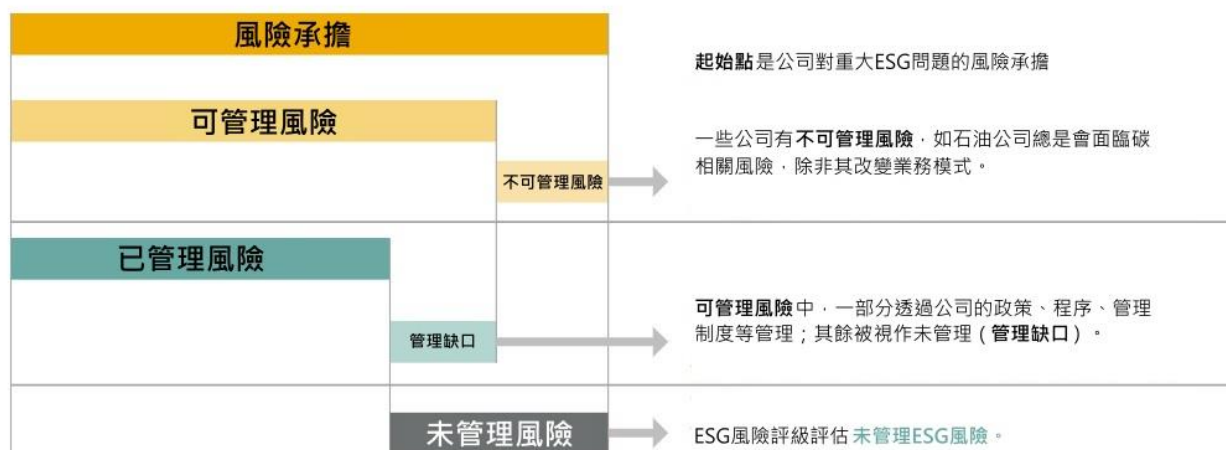 風險承擔
起始點是公司對重大ESG問題的風險承擔
可管理風險
一些公司有不可管理風險，如石油公司總是會面臨碳
相關風險，除非其改變業務模式。
不可管理風險
已管理風險
可管理風險中，一部分透過公司的政策、程序、管理
制度等管理；其餘被視作未管理（管理缺口）。
管理缺口
未管理風險
ESG風險評級評估未管理ESG風險。